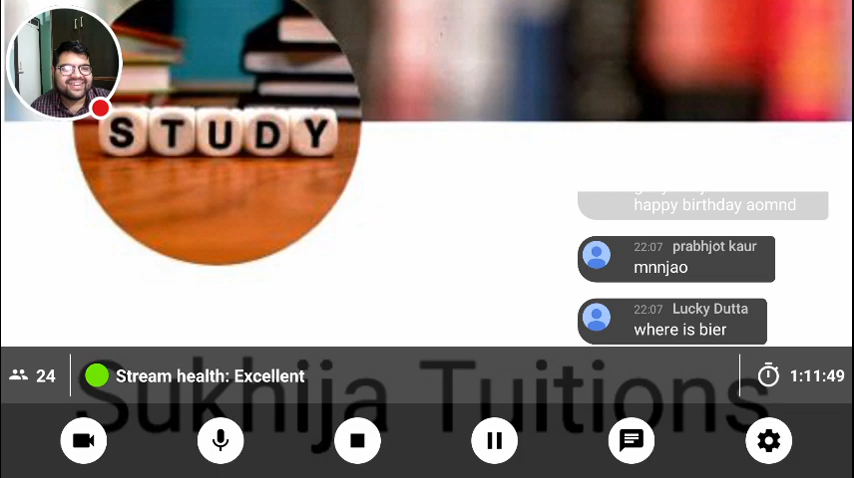 STUDY
happy birthday aomnd
22:07 prabhjot kaur
mnnjao
22:07 Lucky Dutta
where is bier
24
Stream health: Excellent
1:11:49
Sukhija Tuitions